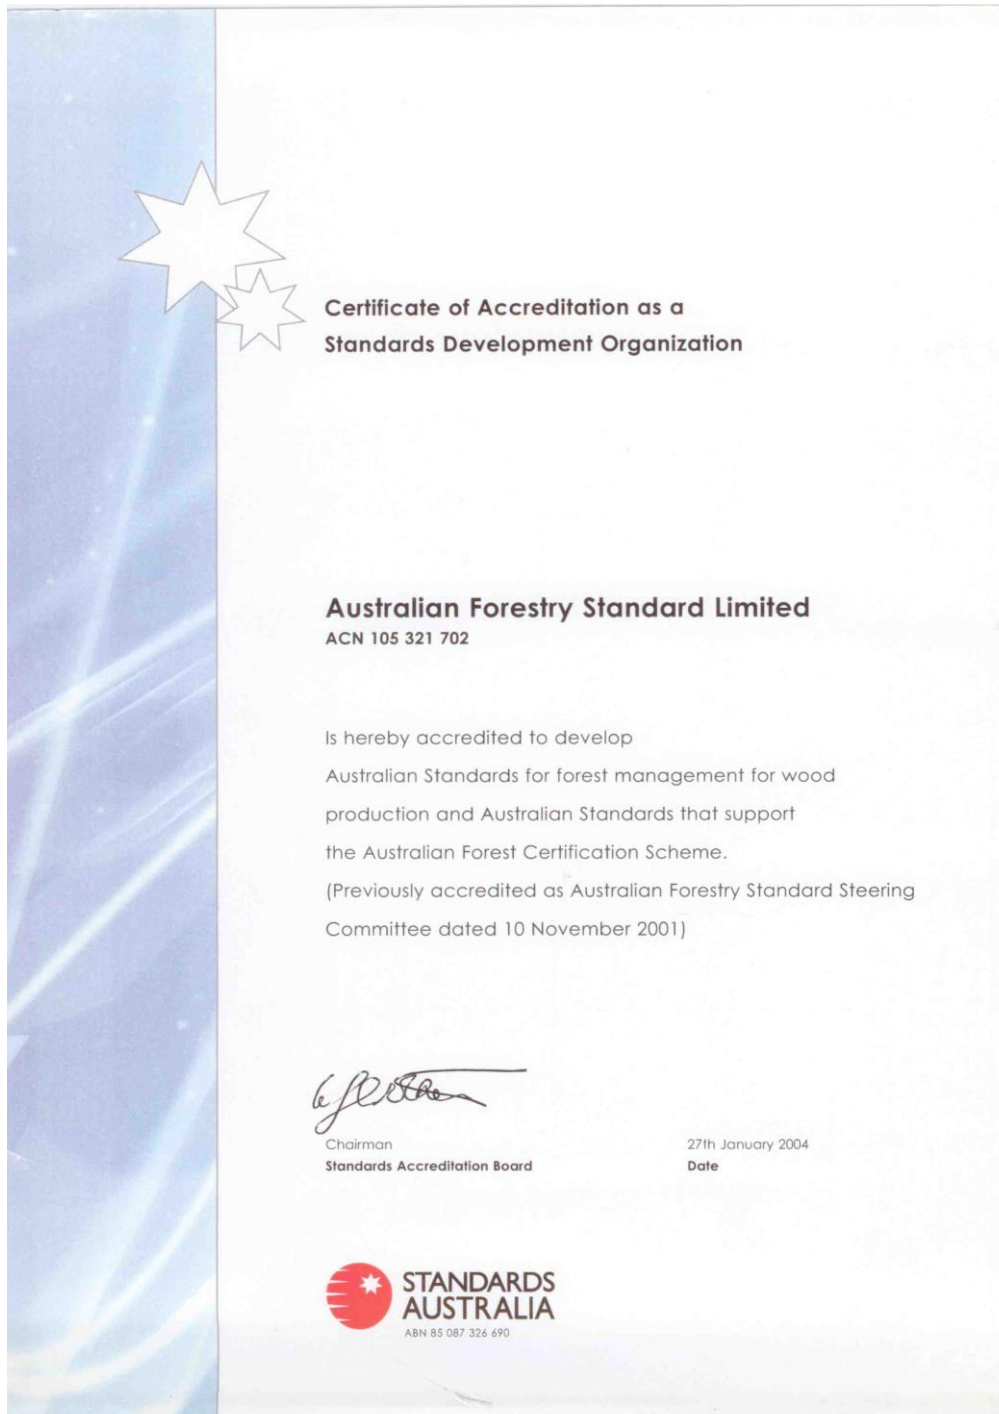 Certificate of Accreditation as a
Standards Development Organization
Australian Forestry Standard Limited
ACN 105 321 702
Is hereby accredited to develop
Australian Standards for forest management for wood
production and Australian Standards that support
the Australian Forest Certification Scheme.
(Previously accredited as Australian Forestry Standard Steering
Committee dated 10 November 2001)
Chairman
Standards Accreditation Board
27th January 2004
Date
STANDARDS
AUSTRALIA
ABN 85 087 326 690